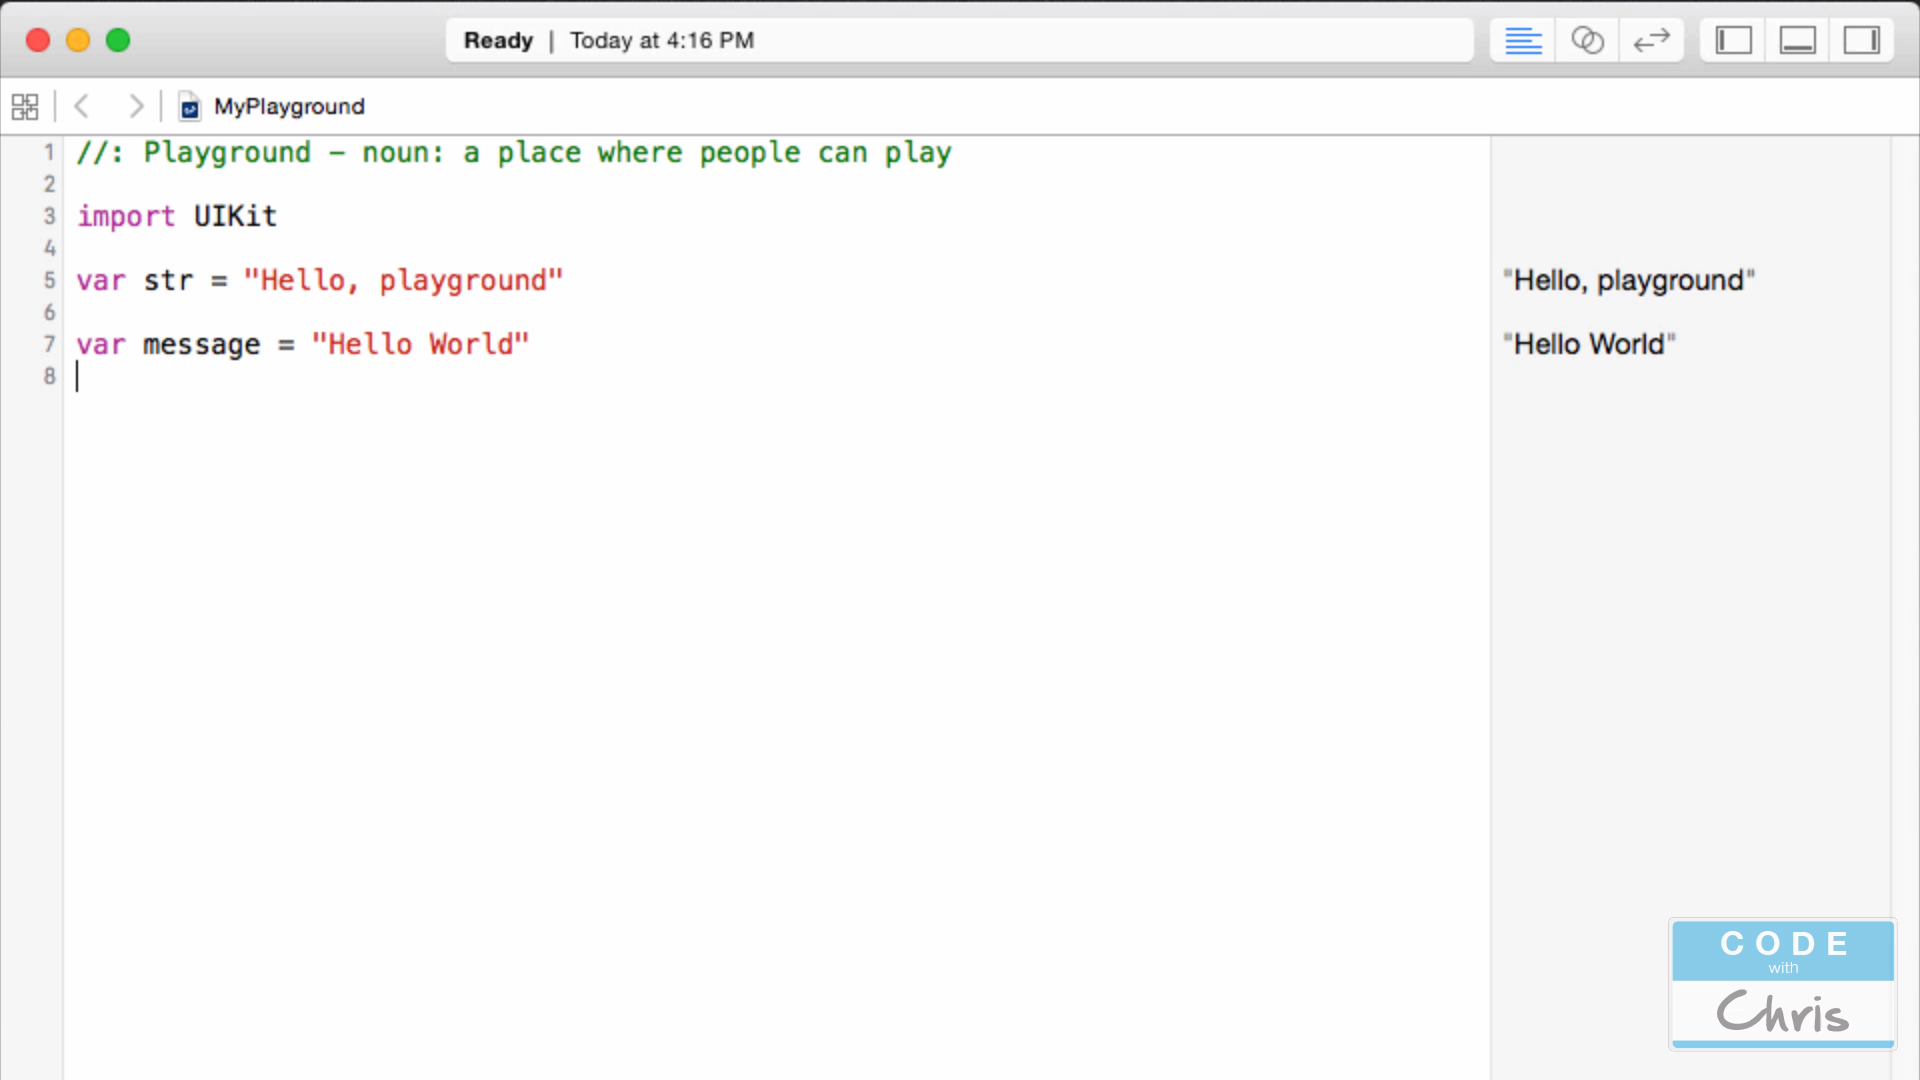 Ready | Today at 4:16 PM
MyPlayground
1 //: Playground – noun: a place where people can play
2
3 import UIKit
4
5 var str = "Hello, playground" "Hello, playground"
6
7 var message = "Hello World" "Hello World"
8
CODE
with
Chris